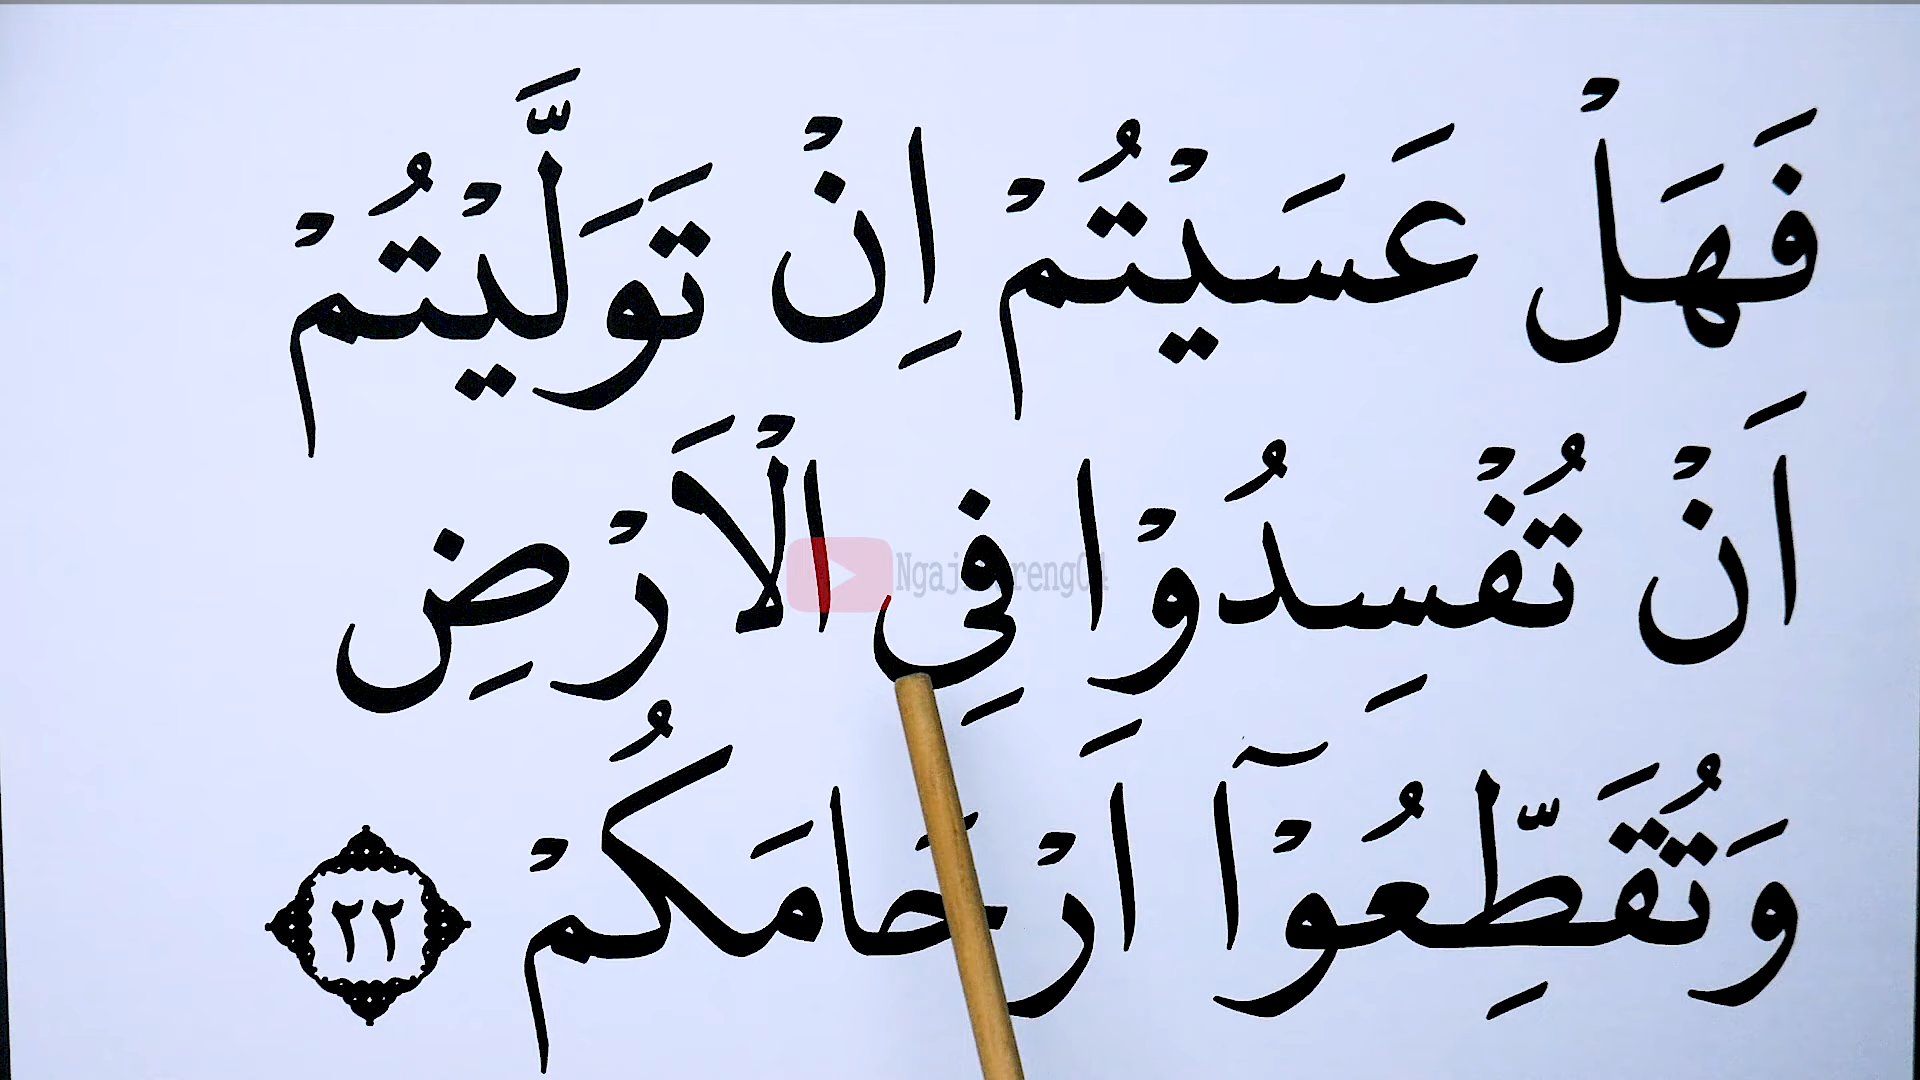 فَهَلْ عَسَيْتُمْ اِنْ تَوَلَّيْتُمْ
اَنْ تُفْسِدُوْا فِى الْاَرْضِ
وَتُقَطِّعُوْٓا اَرْحَامَكُمْ ٢٢